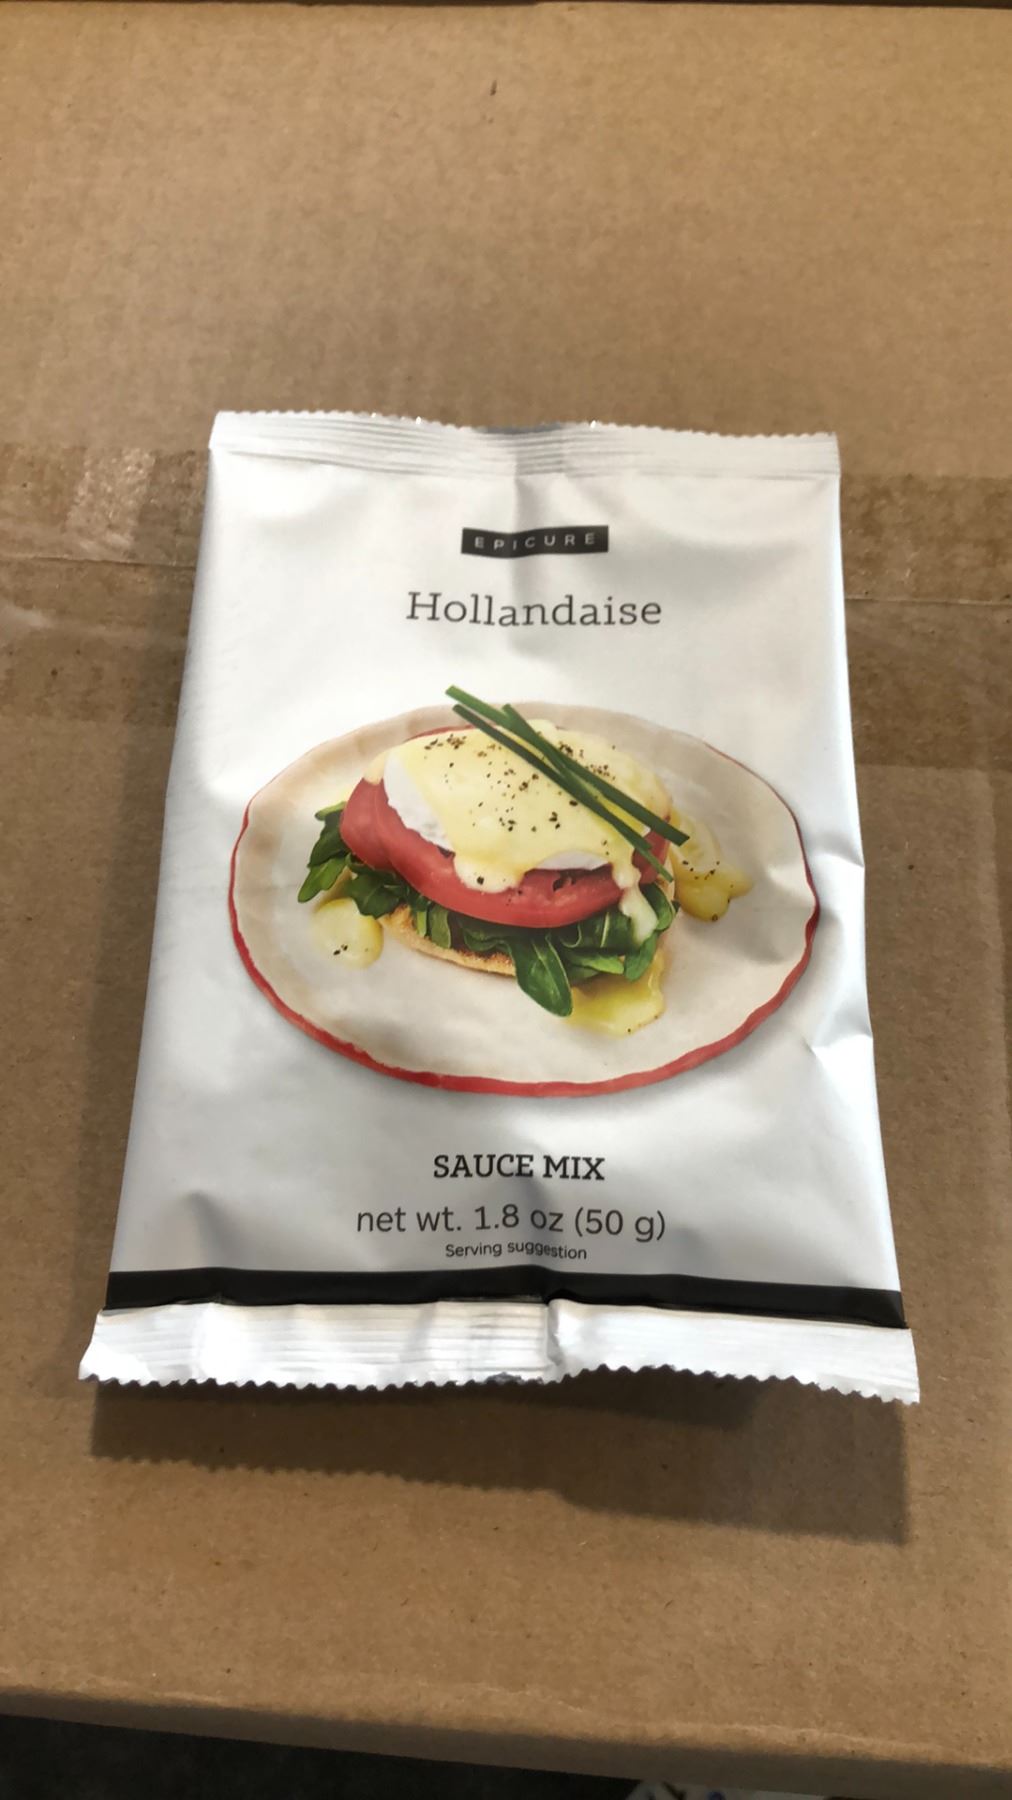 EPICURE
Hollandaise
SAUCE MIX
net wt. 1.8 oz (50 g)
Serving suggestion